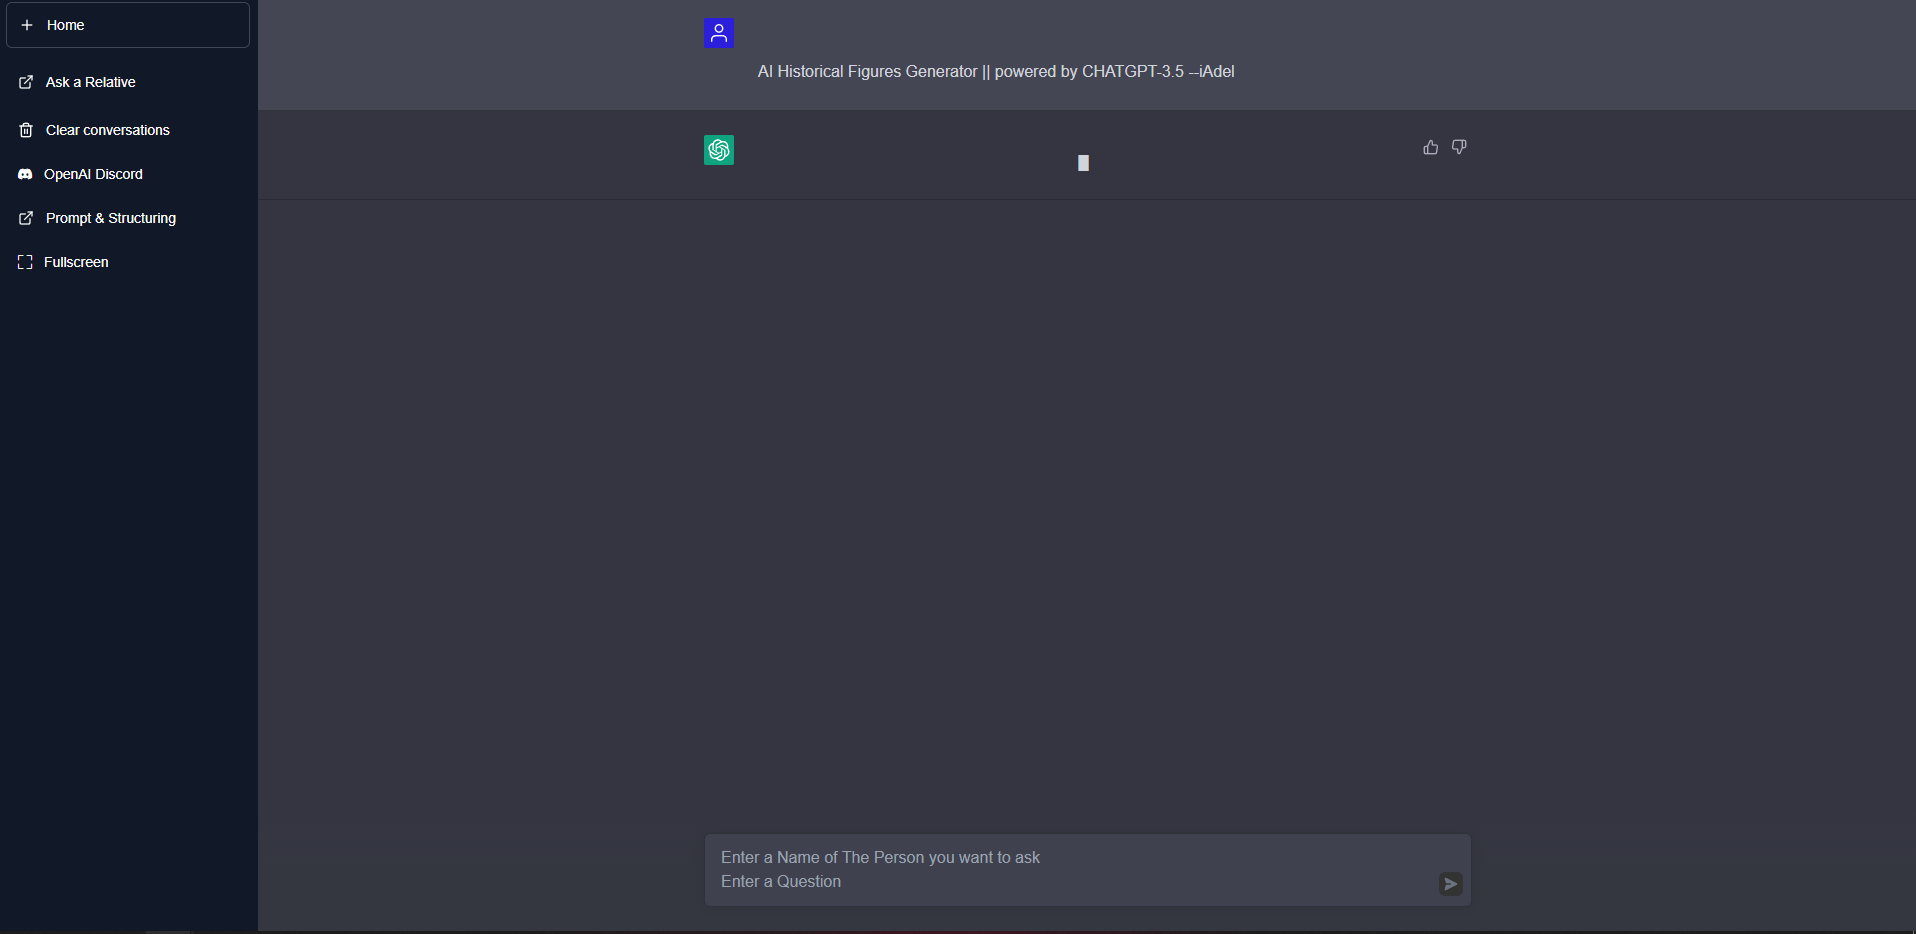 Home
Ask a Relative
Clear conversations
OpenAI Discord
Prompt & Structuring
Fullscreen
AI Historical Figures Generator || powered by CHATGPT-3.5 --iAdel
Enter a Name of The Person you want to ask
Enter a Question